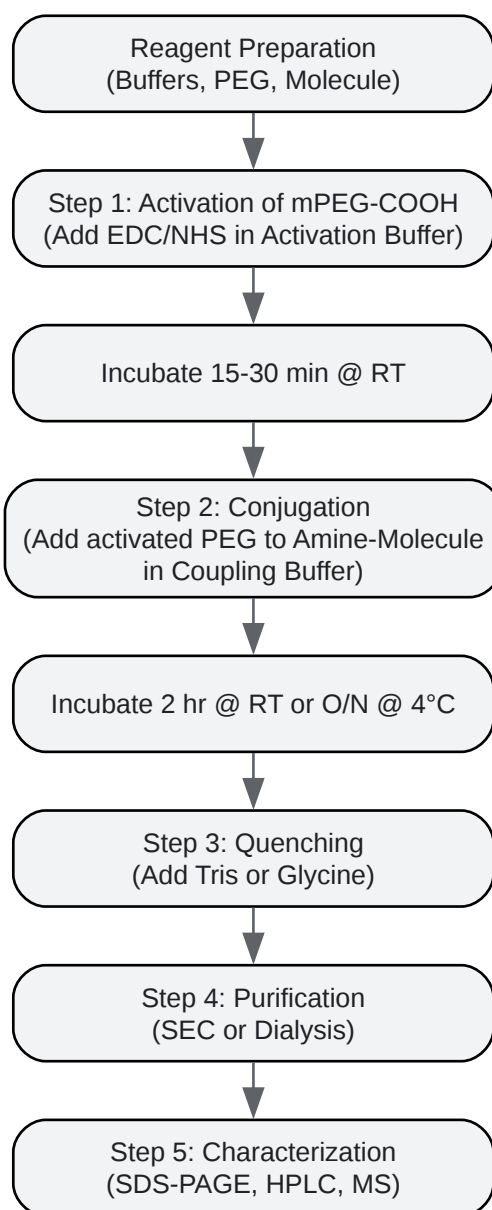 Reagent Preparation
(Buffers, PEG, Molecule)
Step 1: Activation of mPEG-COOH
(Add EDC/NHS in Activation Buffer)
Incubate 15-30 min @ RT
Step 2: Conjugation
(Add activated PEG to Amine-Molecule
in Coupling Buffer)
Incubate 2 hr @ RT or O/N @ 4°C
Step 3: Quenching
(Add Tris or Glycine)
Step 4: Purification
(SEC or Dialysis)
Step 5: Characterization
(SDS-PAGE, HPLC, MS)